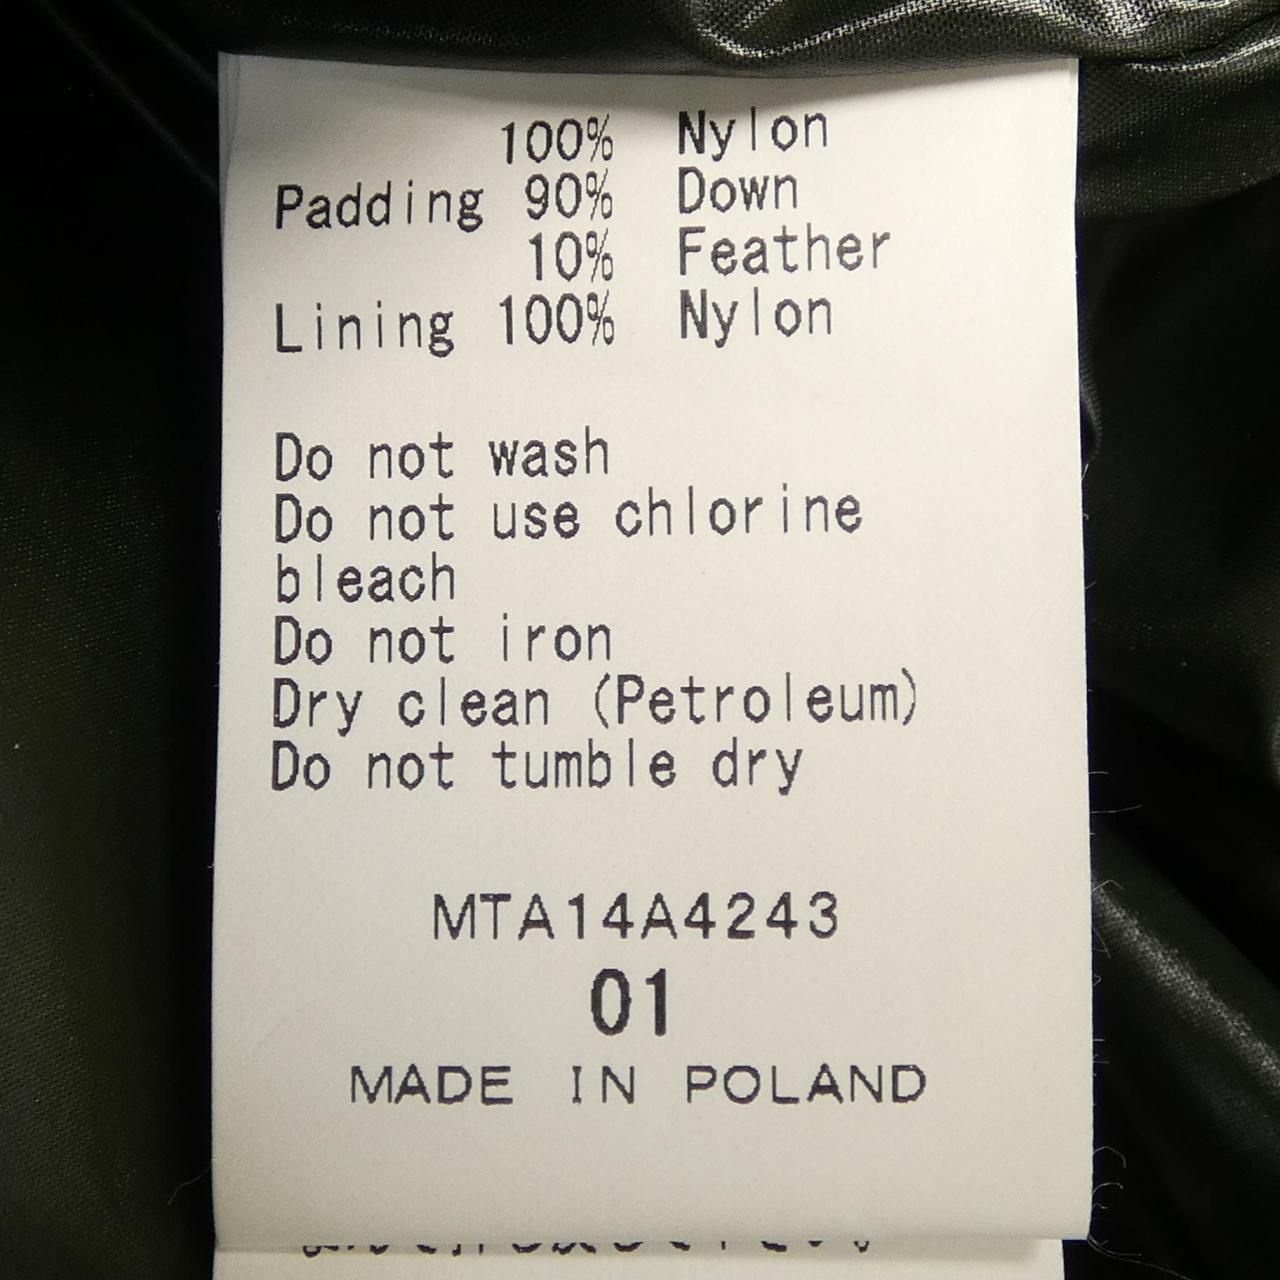 100% Nylon
Padding 90% Down
10% Feather
Lining 100% Nylon
Do not wash
Do not use chlorine
bleach
Do not iron
Dry clean (Petroleum)
Do not tumble dry
MTA14A4243
01
MADE IN POLAND